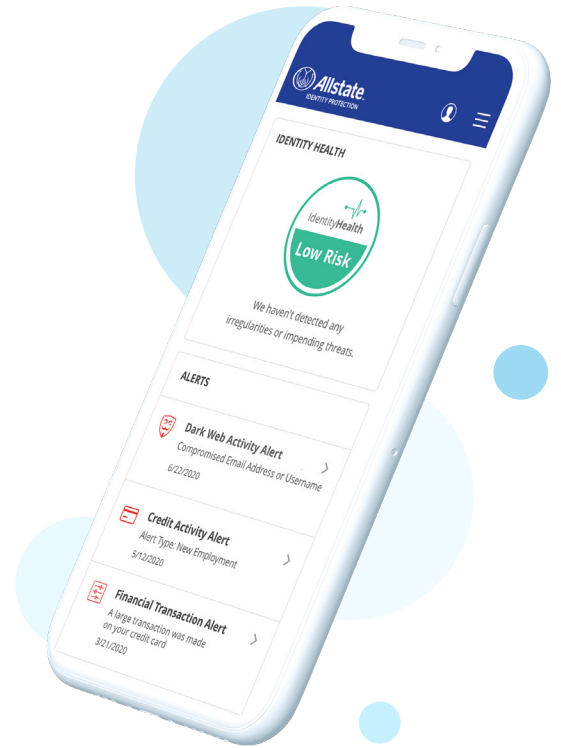 Allstate
IDENTITY PROTECTION
IDENTITY HEALTH
IdentityHealth
Low Risk
We haven't detected any
irregularities or impending threats.
ALERTS
Dark Web Activity Alert
Compromised Email Address or Username
6/22/2020
Credit Activity Alert
Alert Type: New Employment
5/12/2020
Financial Transaction Alert
A large transaction was made
on your credit card
3/21/2020